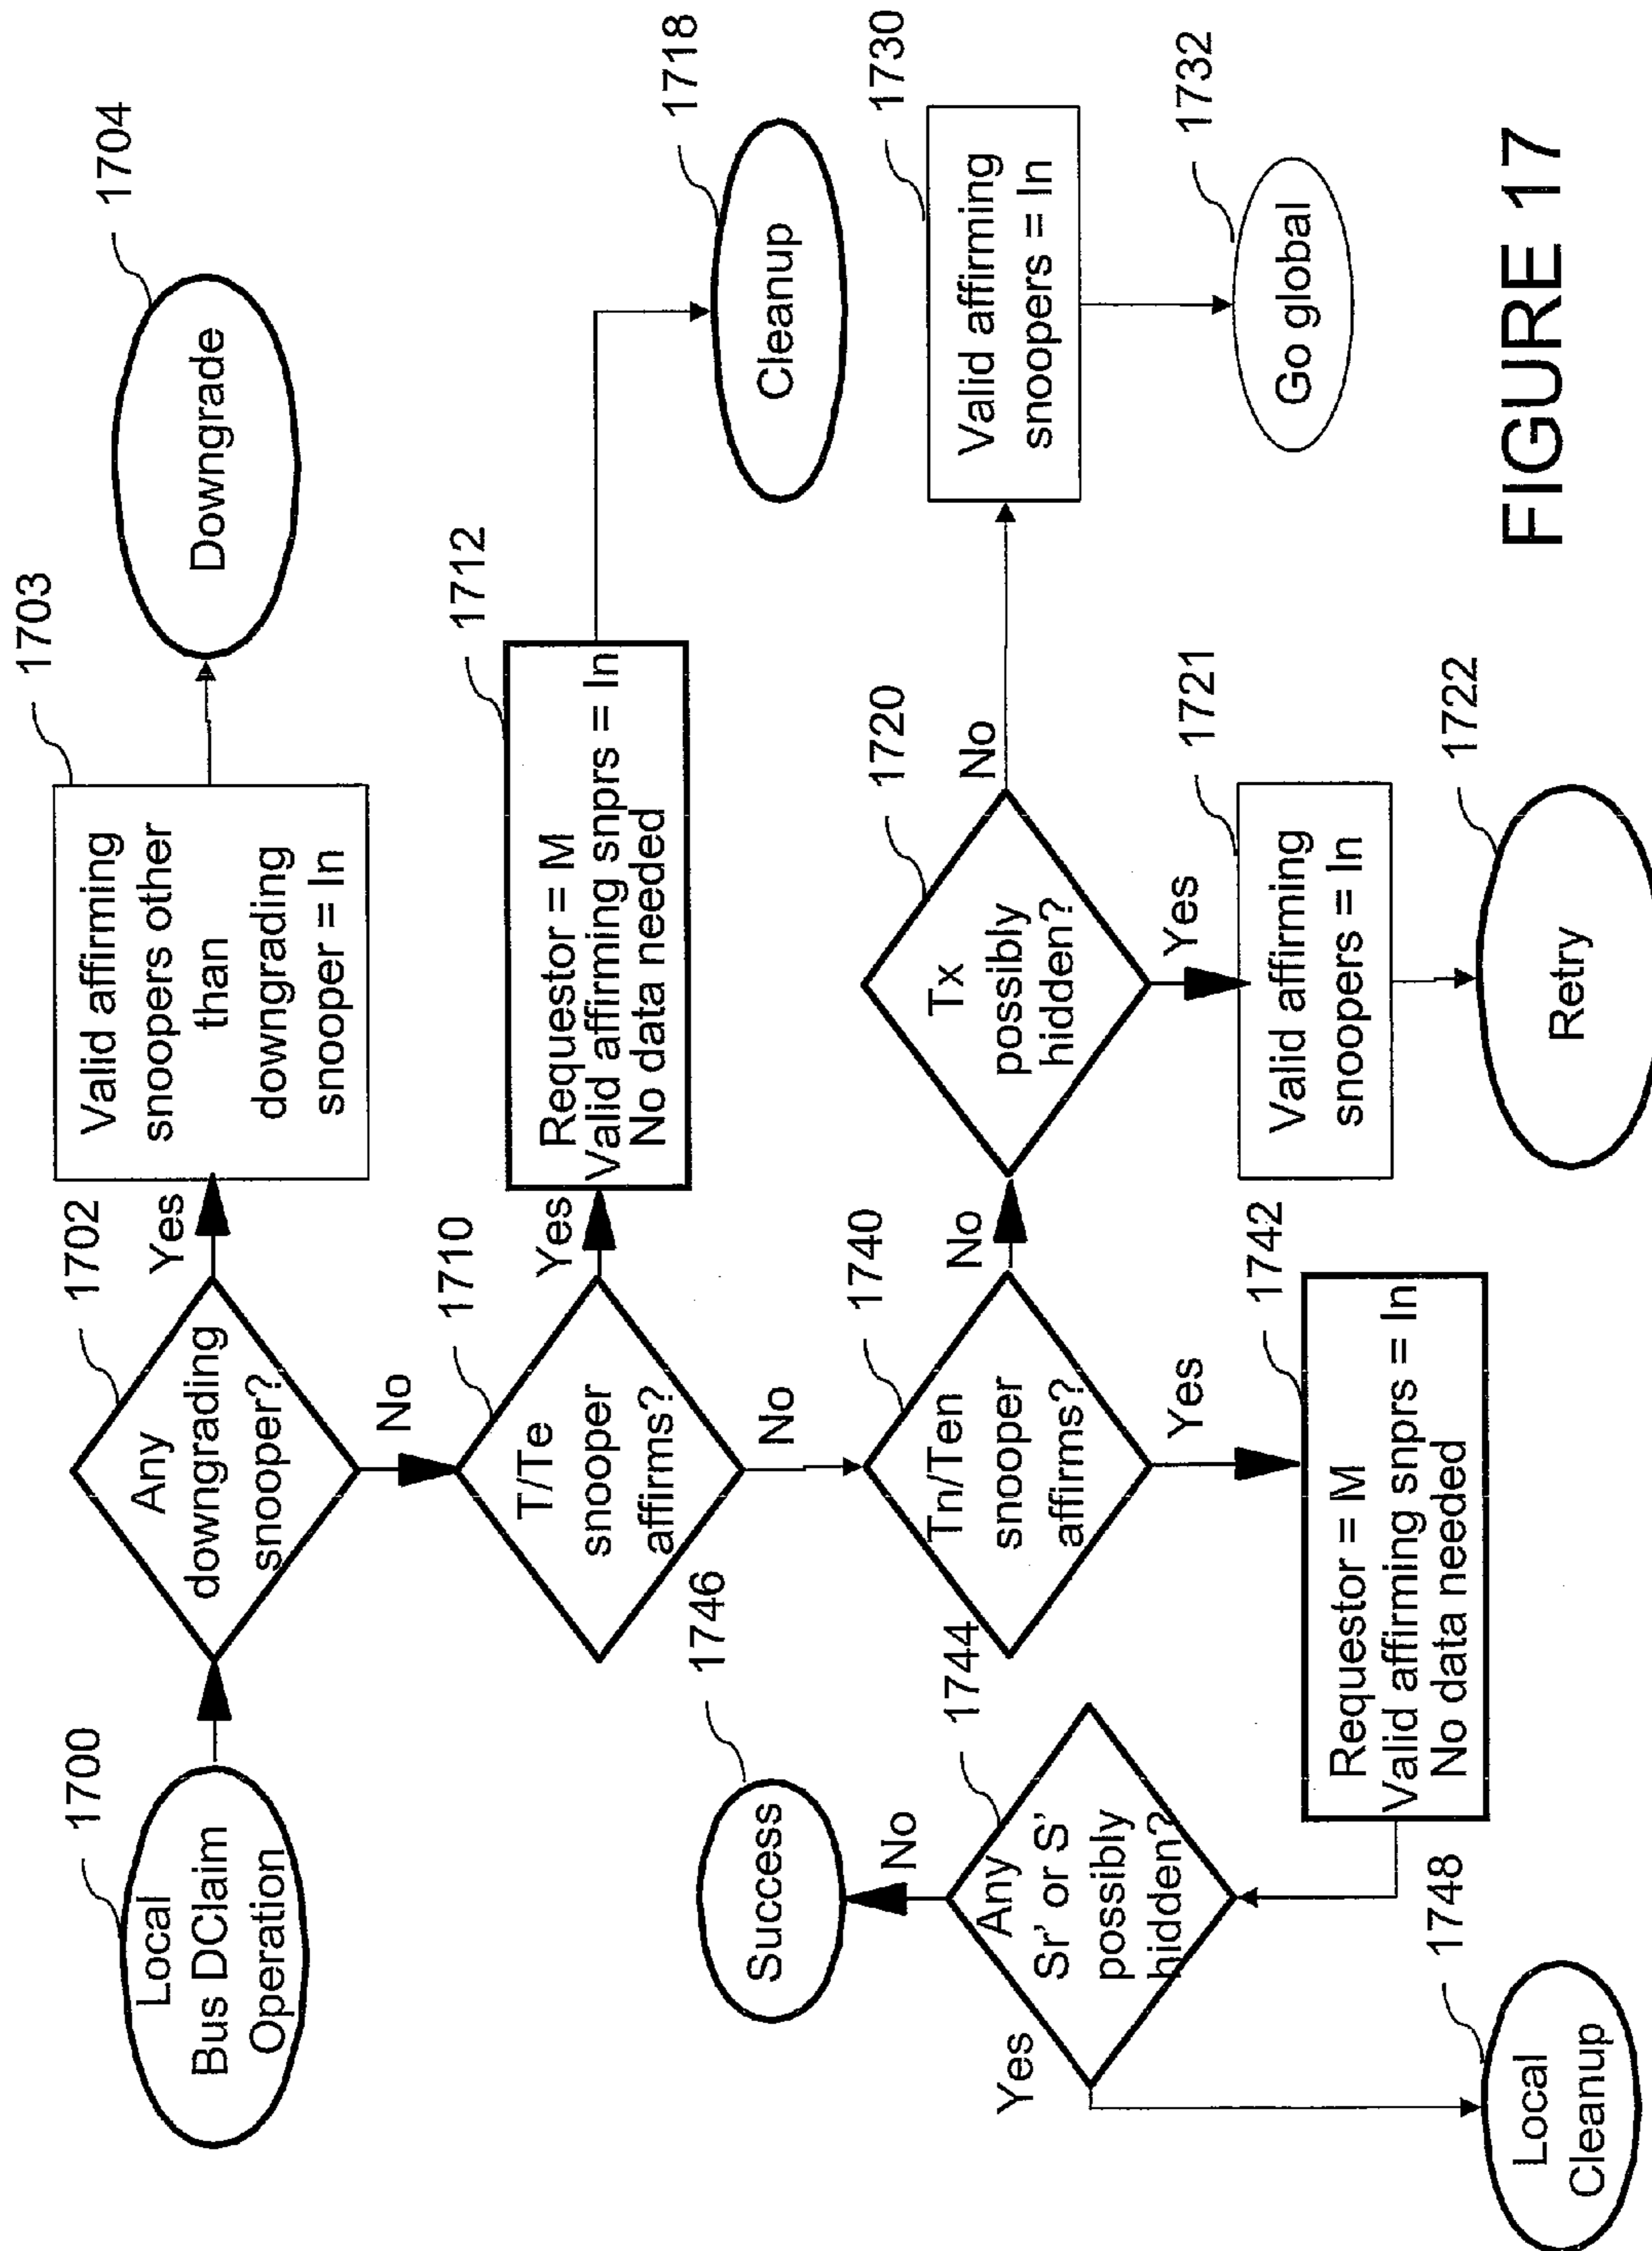 1700
Local
Bus DClaim
Operation
1702
Any
downgrading
snooper?
Yes
No
1703
Valid affirming
snoopers other
than
downgrading
snooper = In
1704
Downgrade
1710
T/Te
snooper
affirms?
Yes
No
1712
Requestor = M
Valid affirming snprs = In
No data needed
1718
Cleanup
1740
Tn/Ten
snooper
affirms?
No
Yes
1720
Tx
possibly
hidden?
No
Yes
1730
Valid affirming
snoopers = In
1732
Go global
1721
Valid affirming
snoopers = In
1722
Retry
1742
Requestor = M
Valid affirming snprs = In
No data needed
1744
Any
Sr' or S'
possibly
hidden?
No
Yes
1746
Success
1748
Local
Cleanup
FIGURE 17